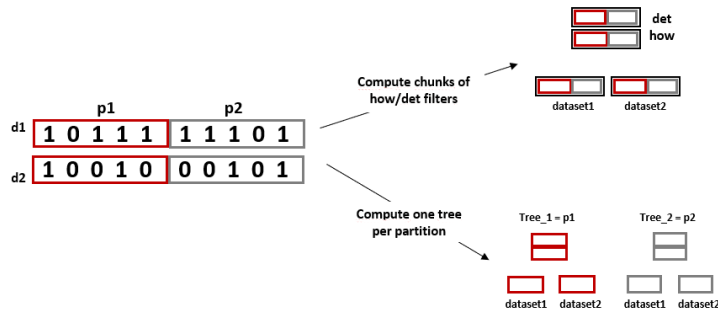 det
how
Compute chunks of
how/det filters
dataset1 dataset2
p1 p2
d1 1 0 1 1 1 1 1 1 0 1
d2 1 0 0 1 0 0 0 1 0 1
Compute one tree
per partition
Tree_1 = p1 Tree_2 = p2
dataset1 dataset2 dataset1 dataset2